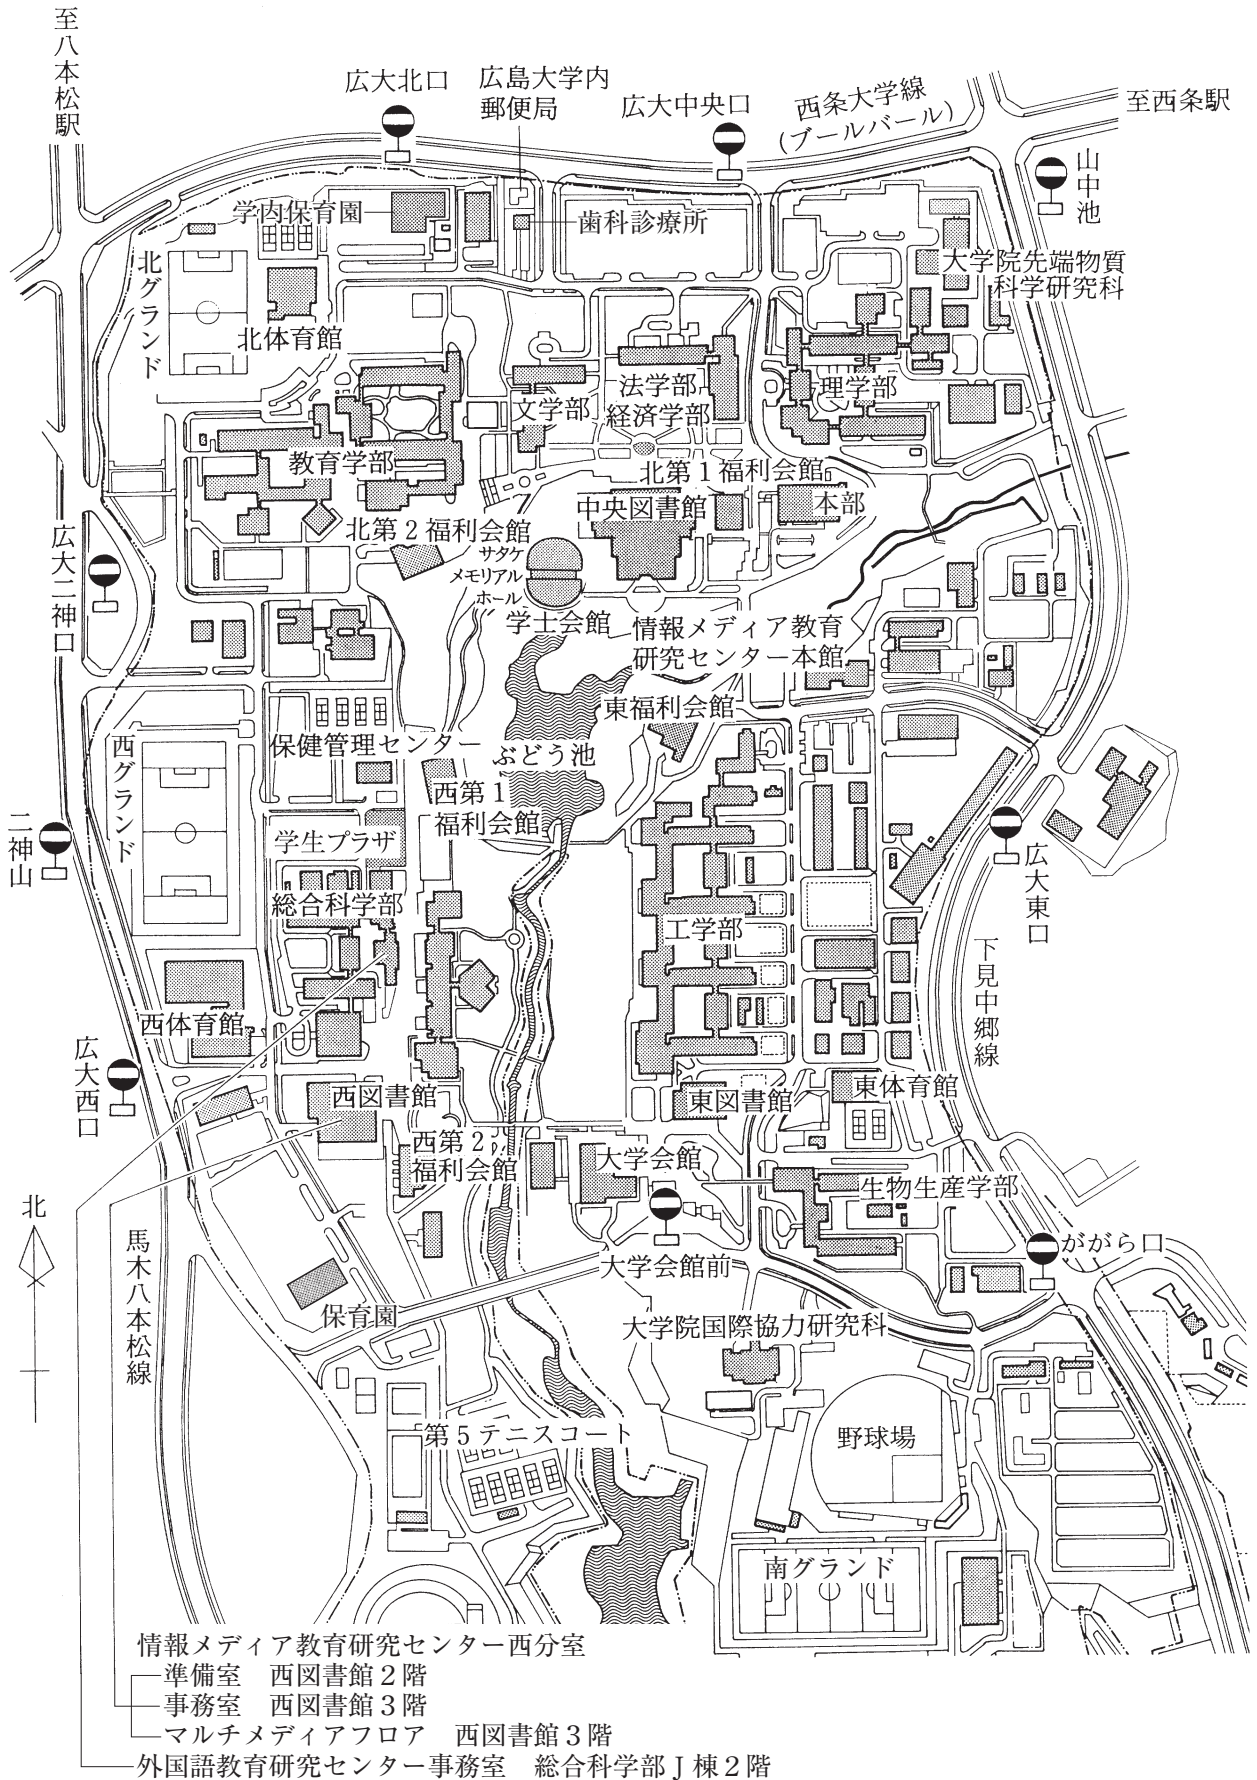 至八本松駅
広大北口
広島大学内
郵便局
広大中央口
西条大学線
(ブールバール)
至西条駅
山中池
学内保育園
歯科診療所
北グランド
北体育館
大学院先端物質
科学研究科
文学部
法学部
経済学部
理学部
教育学部
北第1福利会館
中央図書館
本部
北第2福利会館
サタケ
メモリアル
ホール
学士会館
広大二神口
情報メディア教育
研究センター本館
東福利会館
保健管理センター
ぶどう池
西グランド
西第1
福利会館
二神山
学生プラザ
広大東口
総合科学部
工学部
下見中郷線
西体育館
広大西口
西図書館
東図書館
東体育館
西第2
福利会館
大学会館
生物生産学部
北
馬木八本松線
大学会館前
ががら口
保育園
大学院国際協力研究科
第5テニスコート
野球場
南グランド
情報メディア教育研究センター西分室
準備室 西図書館2階
事務室 西図書館3階
マルチメディアフロア 西図書館3階
外国語教育研究センター事務室 総合科学部J棟2階